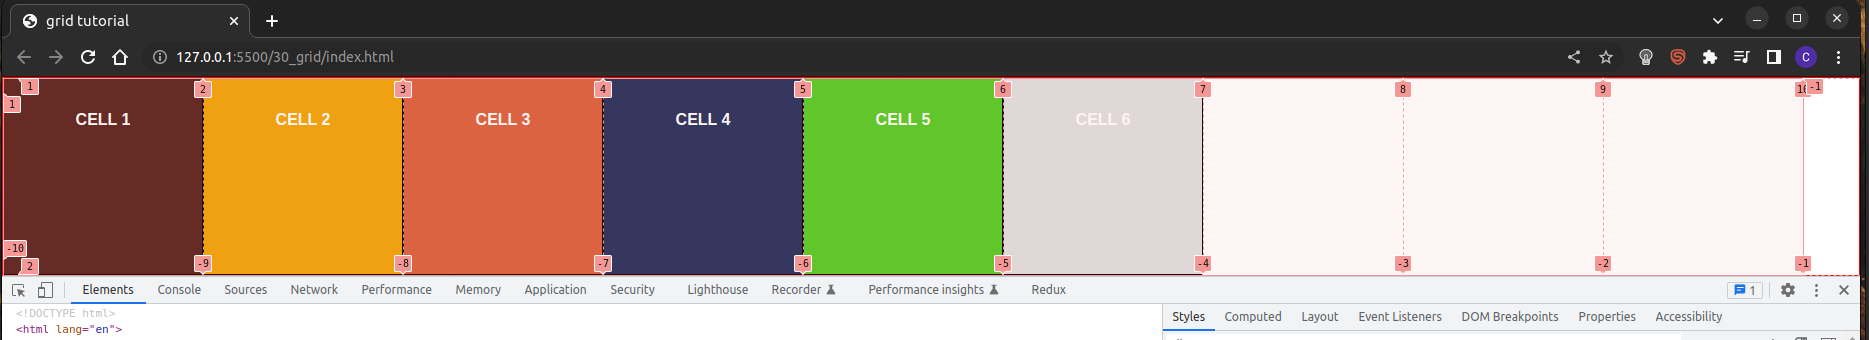 grid tutorial
127.0.0.1:5500/30_grid/index.html
C
1 2 3 4 5 6 7 8 9 10 -1
1
CELL 1 CELL 2 CELL 3 CELL 4 CELL 5 CELL 6
-10
2 -9 -8 -7 -6 -5 -4 -3 -2 -1
Elements Console Sources Network Performance Memory Application Security Lighthouse Recorder Performance insights Redux 1
<!DOCTYPE html>
<html lang="en">
Styles Computed Layout Event Listeners DOM Breakpoints Properties Accessibility